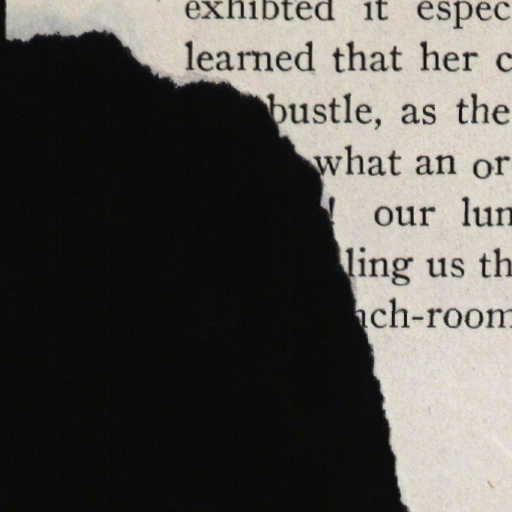 exhibted it espec
learned that her c
bustle, as the
what an or
! our lun
ling us th
ch-room